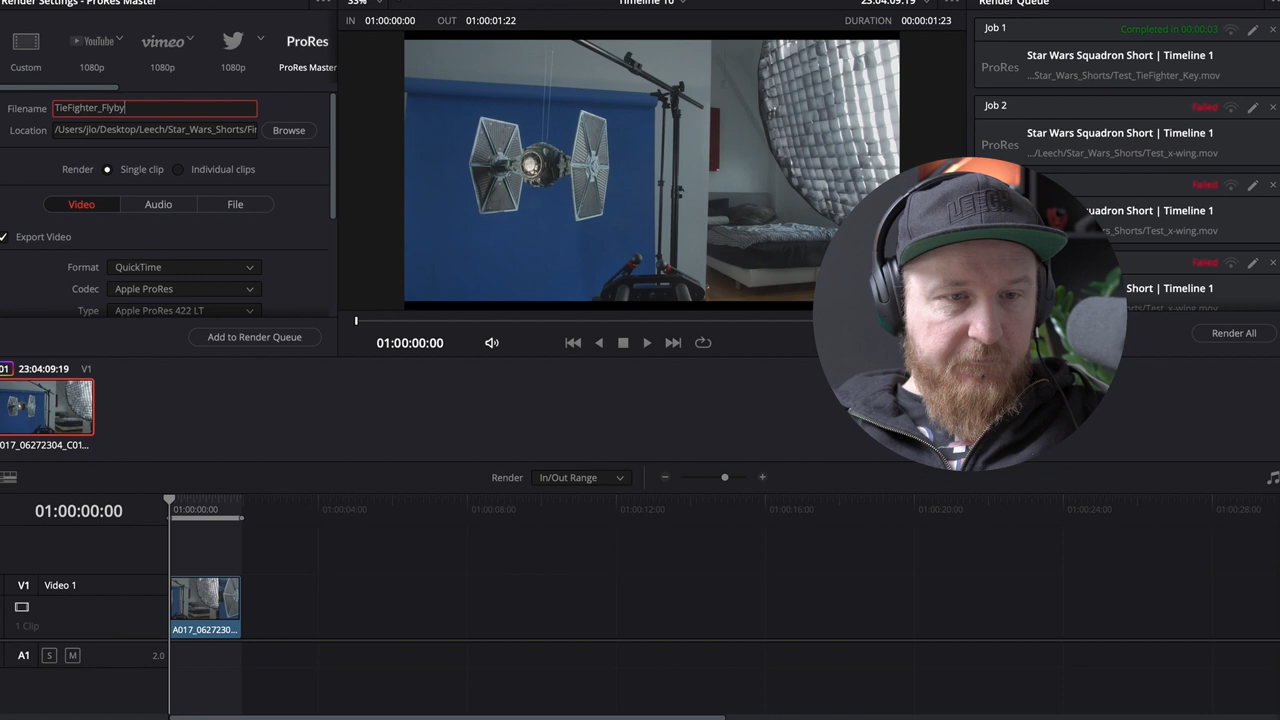 Render Settings - ProRes Master
33%
Timeline 10
23:04:09:19
Render Queue
IN 01:00:00:00 OUT 01:00:01:22
DURATION 00:00:01:23
Custom
YouTube
1080p
vimeo
1080p
1080p
ProRes
ProRes Master
Filename TieFighter_Flyby
Location /Users/jlo/Desktop/Leech/Star_Wars_Shorts/Fir
Browse
Render Single clip Individual clips
Video Audio File
Export Video
Format QuickTime
Codec Apple ProRes
Type Apple ProRes 422 LT
Add to Render Queue
01:00:00:00
Job 1 Completed in 00:00:03
ProRes
Star Wars Squadron Short | Timeline 1
...Star_Wars_Shorts/Test_TieFighter_Key.mov
Job 2 Failed
ProRes
Star Wars Squadron Short | Timeline 1
.../Leech/Star_Wars_Shorts/Test_x-wing.mov
Failed
quadron Short | Timeline 1
_Wars_Shorts/Test_x-wing.mov
Failed
Short | Timeline 1
_Shorts/Test_x-wing.mov
Render All
LEECH
01 23:04:09:19 V1
017_06272304_C01...
Render In/Out Range
01:00:00:00
01:00:00:00 01:00:04:00 01:00:08:00 01:00:12:00 01:00:16:00 01:00:20:00 01:00:24:00 01:00:28:00
V1 Video 1
1 Clip
A017_0627230...
A1 S M 2.0